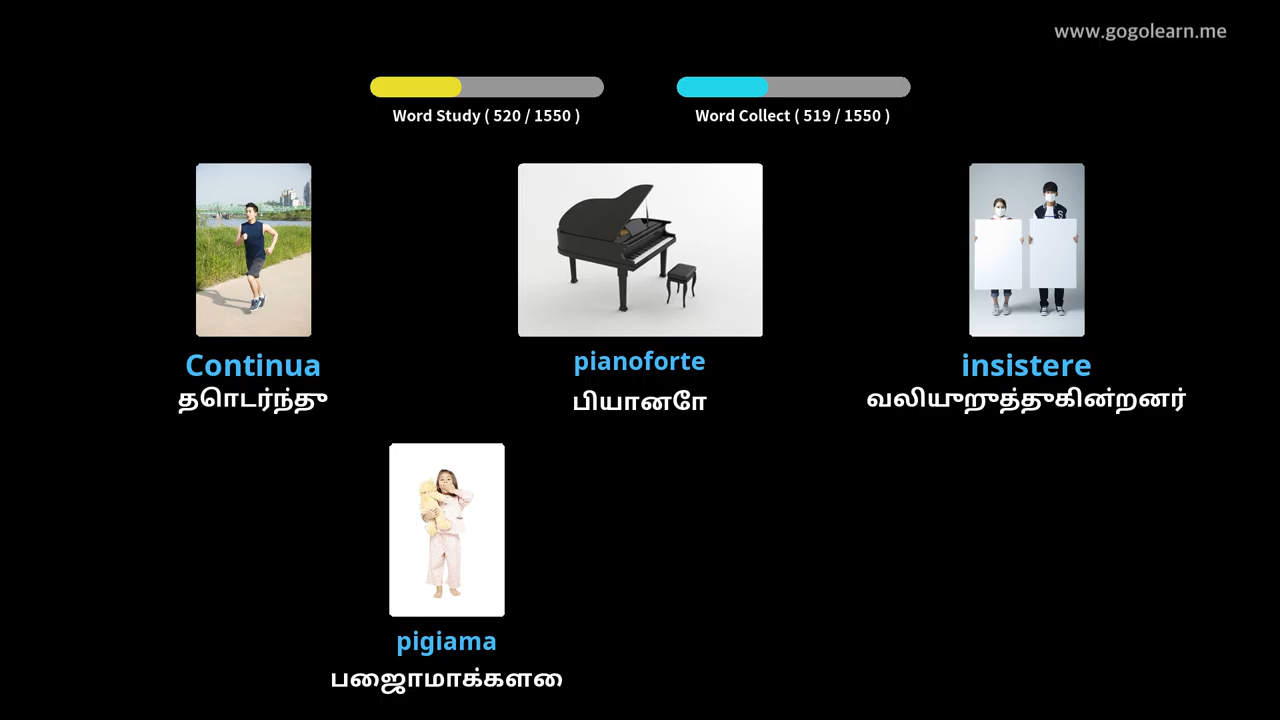 www.gogolearn.me
Word Study ( 520 / 1550 )
Word Collect ( 519 / 1550 )
Continua
தொடர்ந்து
pianoforte
பியானோ
insistere
வலியுறுத்துகின்றனர்
pigiama
பஜாமாக்களை